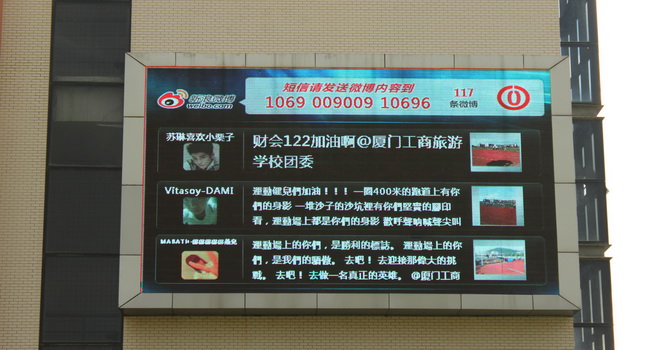 新浪微博
weibo.com
短信请发送微博内容到
1069 009009 10696
117
条微博
苏琳喜欢小栗子
财会122加油啊@厦门工商旅游
学校团委
Vitasoy-DAMI
運動健兒們加油！！！ 一圈400米的跑道上有你
們的身影 一堆沙子的沙坑裡有你們堅實的腳印
看，運動場上都是你們的身影 歡呼聲吶喊聲尖叫
運動場上的你們，是勝利的標誌。 運動場上的你
們，是我們的驕傲。 去吧！ 去迎接那偉大的挑
戰。 去吧！ 去做一名真正的英雄。 @厦门工商